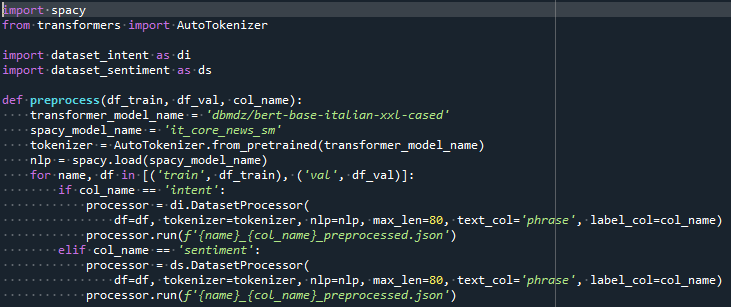 import spacy
from transformers import AutoTokenizer

import dataset_intent as di
import dataset_sentiment as ds

def preprocess(df_train, df_val, col_name):
    transformer_model_name = 'dbmdz/bert-base-italian-xxl-cased'
    spacy_model_name = 'it_core_news_sm'
    tokenizer = AutoTokenizer.from_pretrained(transformer_model_name)
    nlp = spacy.load(spacy_model_name)
    for name, df in [('train', df_train), ('val', df_val)]:
        if col_name == 'intent':
            processor = di.DatasetProcessor(
                df=df, tokenizer=tokenizer, nlp=nlp, max_len=80, text_col='phrase', label_col=col_name)
            processor.run(f'{name}_{col_name}_preprocessed.json')
        elif col_name == 'sentiment':
            processor = ds.DatasetProcessor(
                df=df, tokenizer=tokenizer, nlp=nlp, max_len=80, text_col='phrase', label_col=col_name)
            processor.run(f'{name}_{col_name}_preprocessed.json')